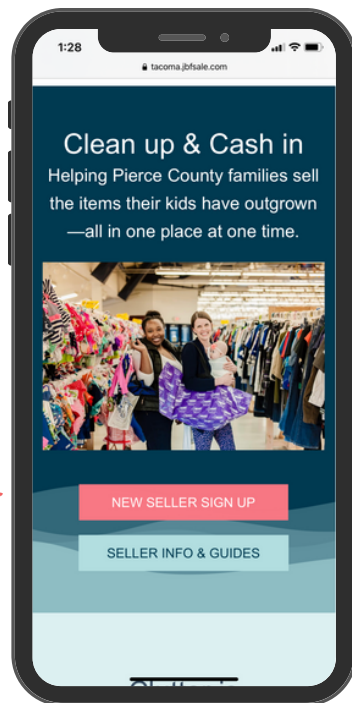 1:28
tacoma.jbfsale.com
Clean up & Cash in
Helping Pierce County families sell
the items their kids have outgrown
—all in one place at one time.
NEW SELLER SIGN UP
SELLER INFO & GUIDES